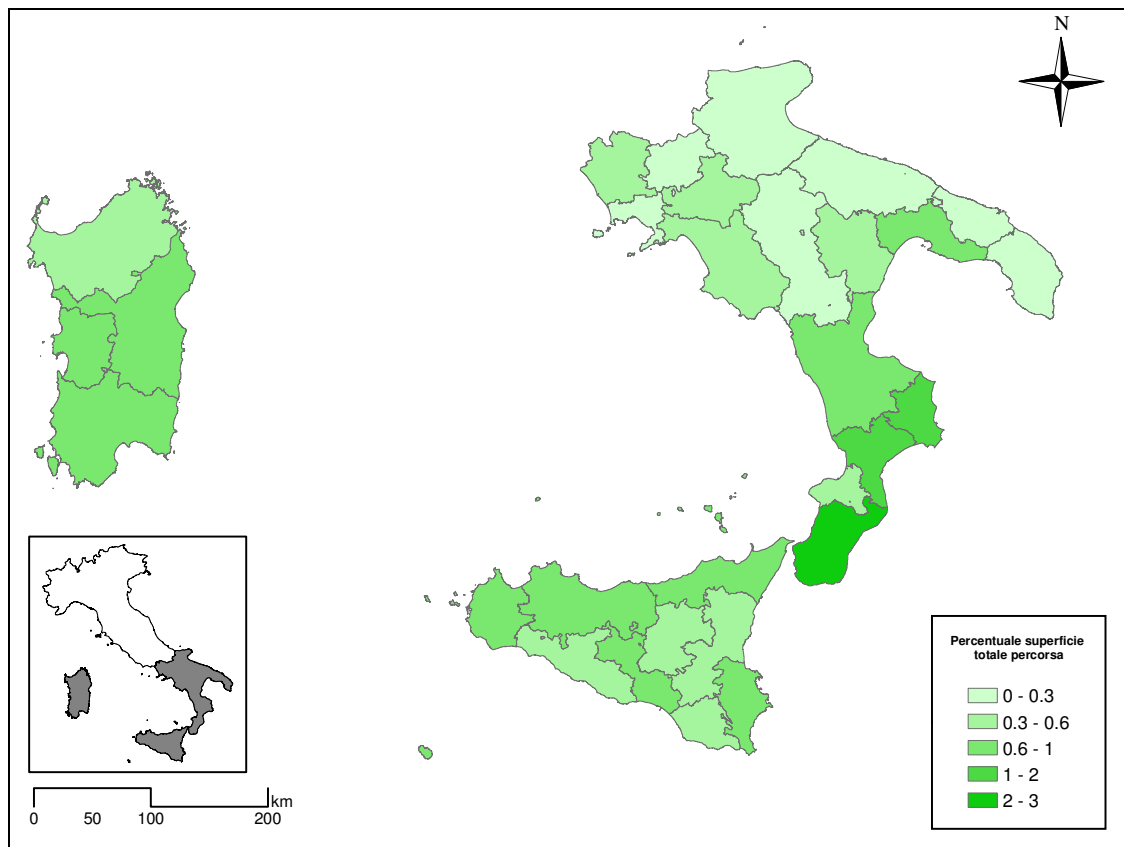 N
Percentuale superficie
totale percorsa
0 - 0.3
0.3 - 0.6
0.6 - 1
1 - 2
2 - 3
km
0 50 100 200